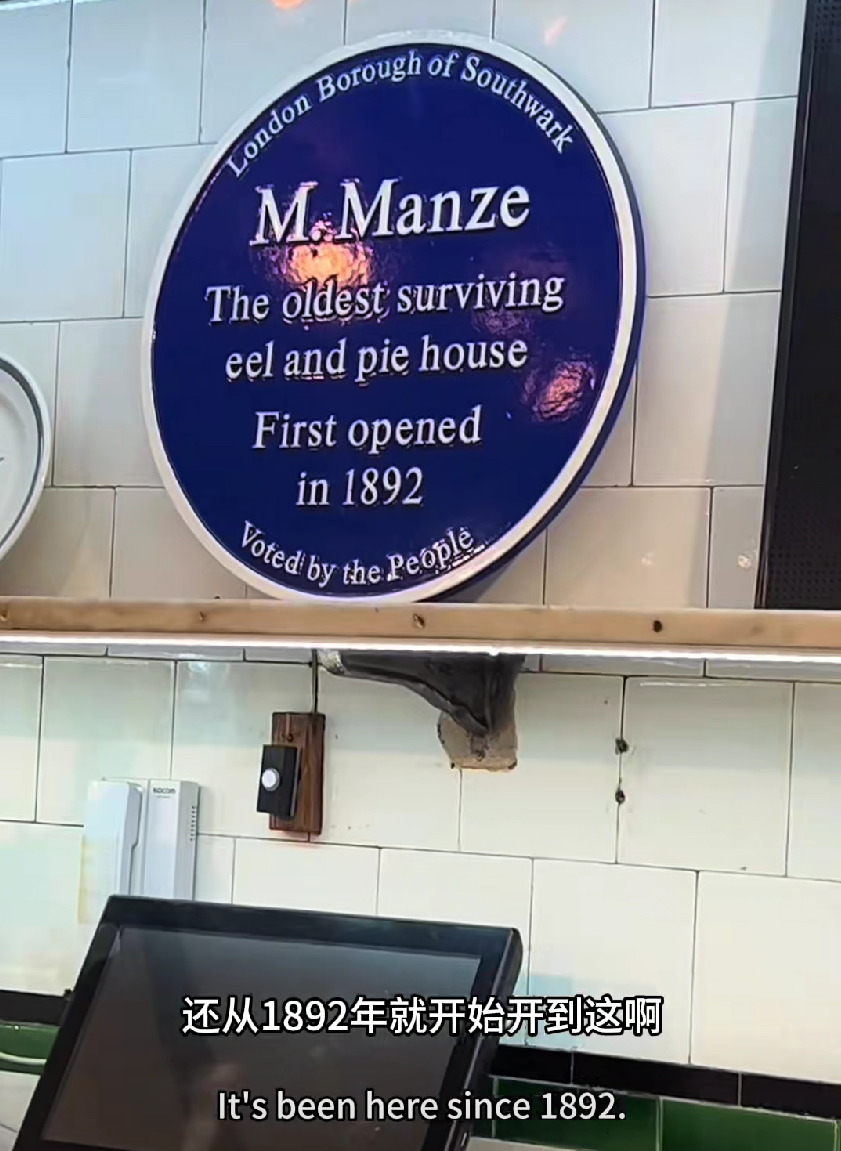 London Borough of Southwark
M. Manze
The oldest surviving
eel and pie house
First opened
in 1892
Voted by the People
还从1892年就开始开到这啊
It's been here since 1892.